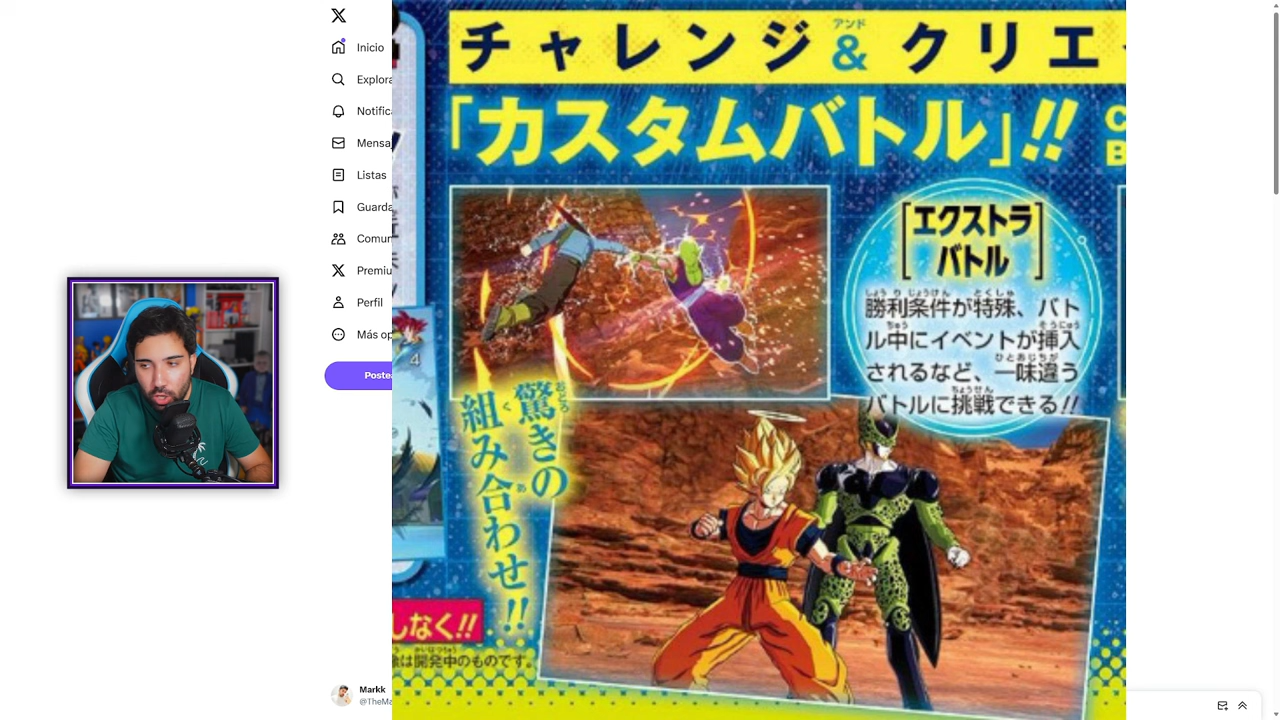 Inicio
Explora
Notific
Mensa
Listas
Guarda
Comun
Premiu
Perfil
Más op
Poste
Markk
@TheMa
チャレンジ&クリエ
アンド
「カスタムバトル」!!
[エクストラ
バトル]
勝利条件が特殊、バト
ル中にイベントが挿入
されるなど、一味違う
バトルに挑戦できる!!
驚きの
組み合わせ!!
4
しなく!!
は開発中のものです。